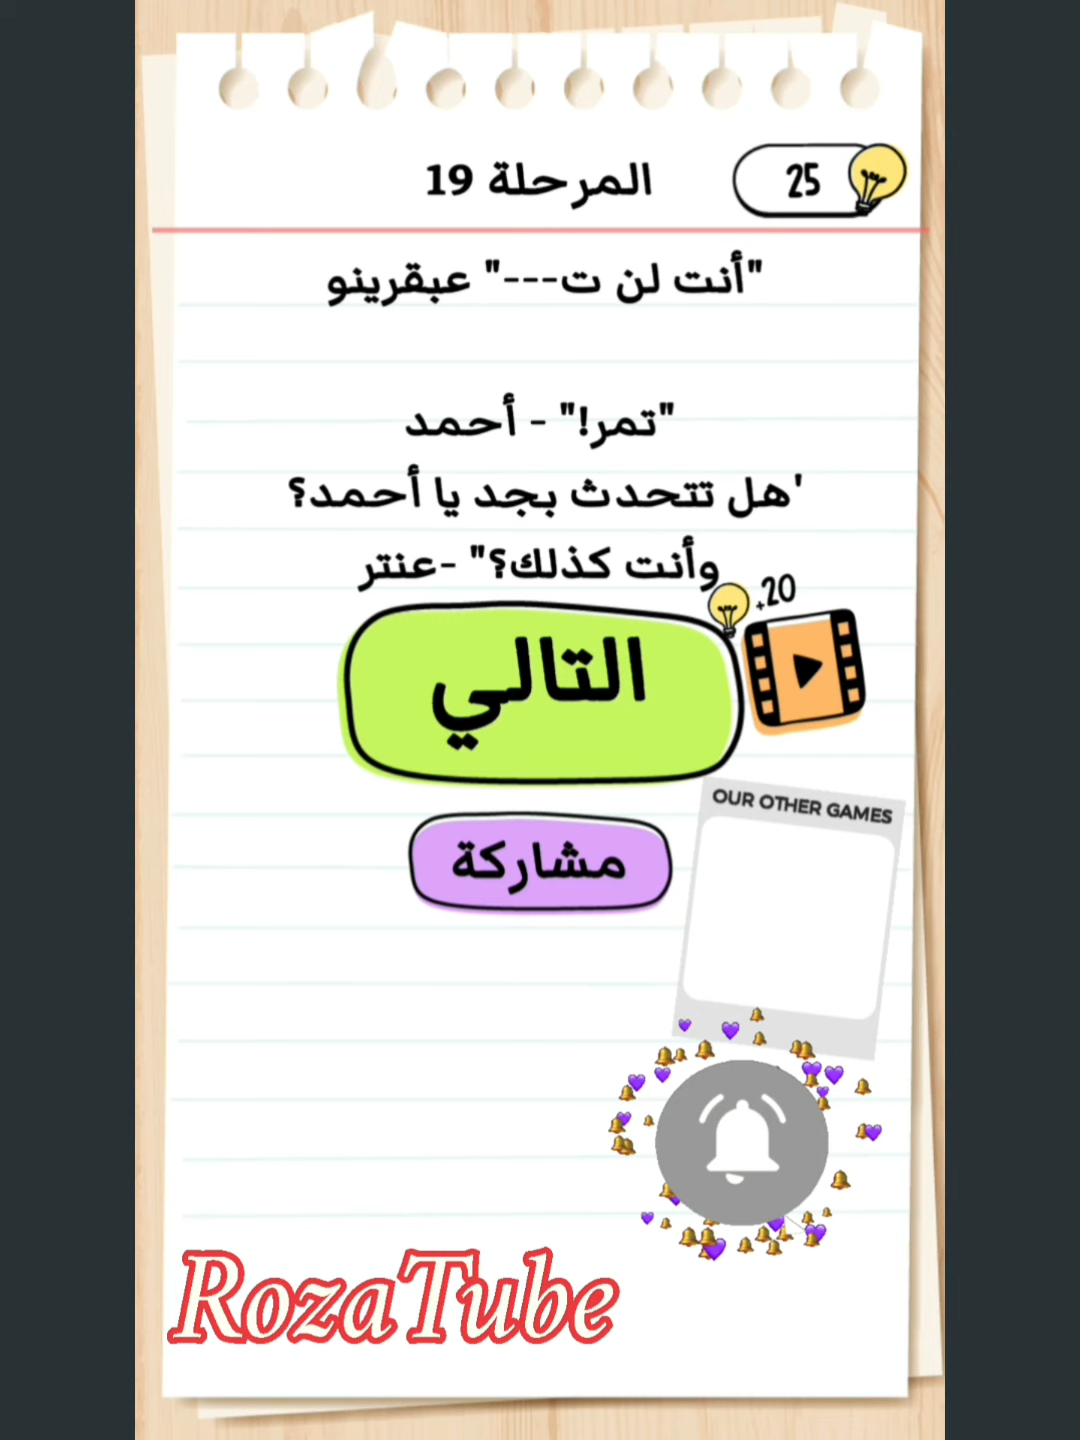 المرحلة 19
25
"أنت لن ت---" عبقرينو
"تمر!" - أحمد
'هل تتحدث بجد يا أحمد؟
وأنت كذلك؟" -عنتر
+20
التالي
OUR OTHER GAMES
مشاركة
RozaTube